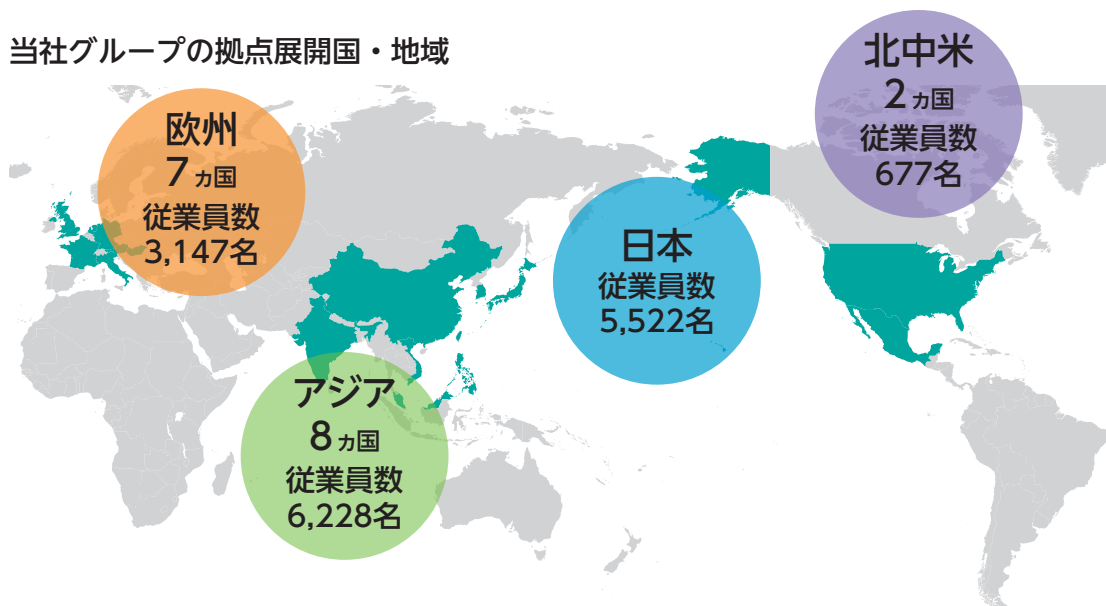 当社グループの拠点展開国・地域
欧州
7 ヵ国
従業員数
3,147名
アジア
8 ヵ国
従業員数
6,228名
日本
従業員数
5,522名
北中米
2 ヵ国
従業員数
677名